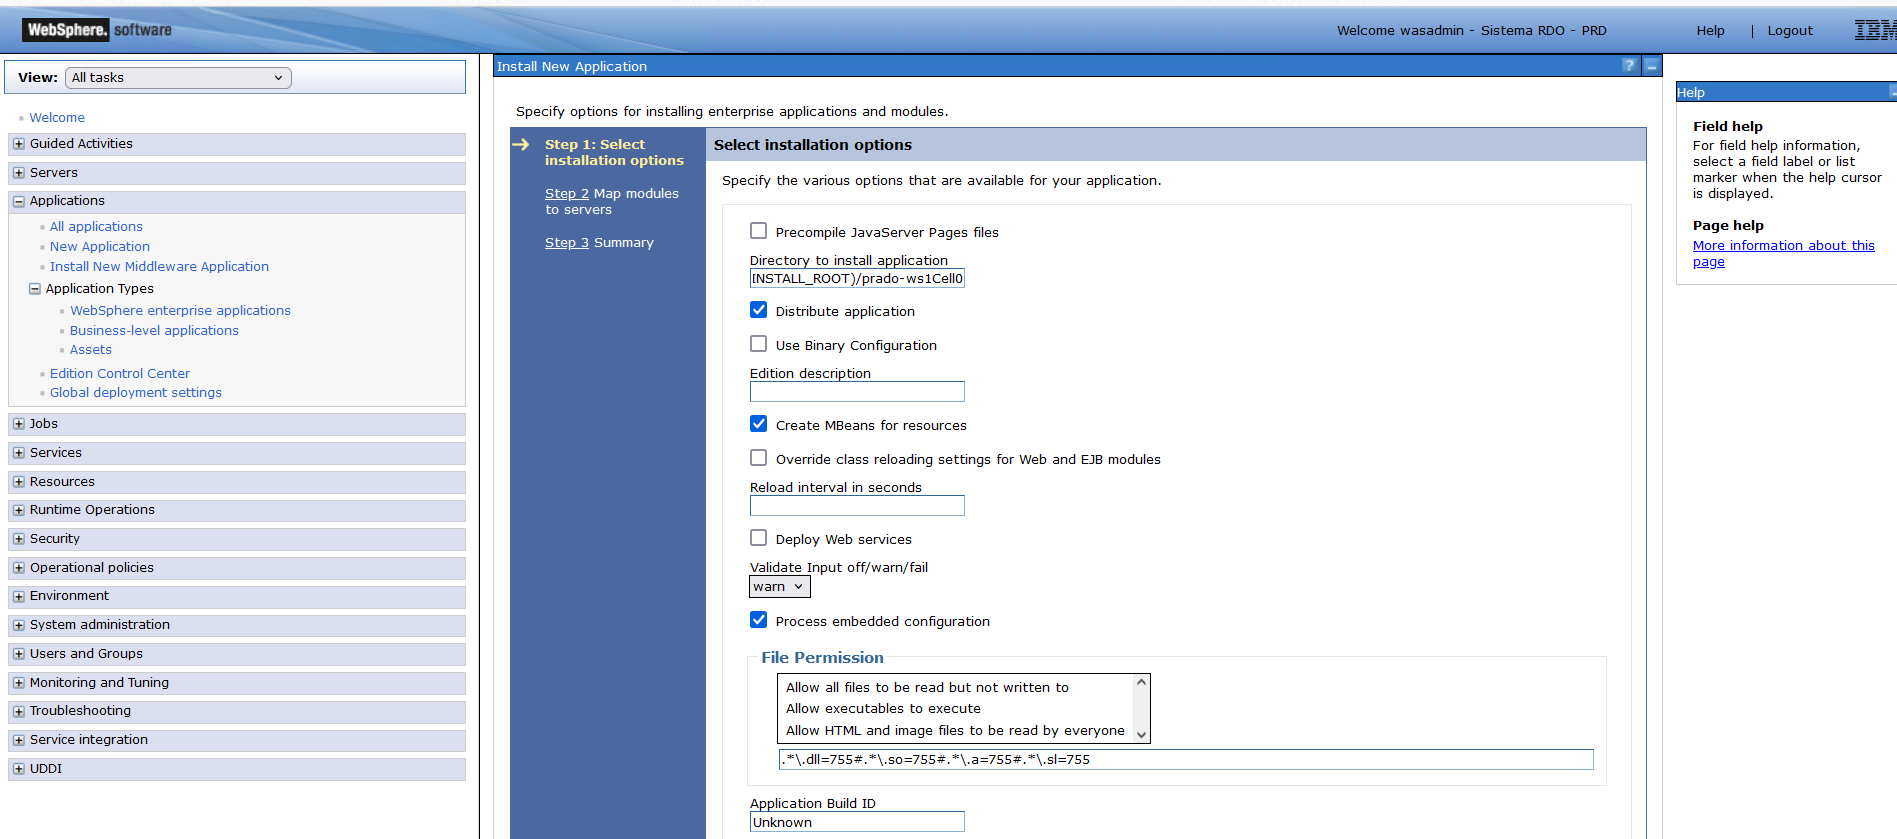 WebSphere. software
Welcome wasadmin - Sistema RDO - PRD
Help | Logout
IBM
View: All tasks
Welcome
Guided Activities
Servers
Applications
All applications
New Application
Install New Middleware Application
Application Types
WebSphere enterprise applications
Business-level applications
Assets
Edition Control Center
Global deployment settings
Jobs
Services
Resources
Runtime Operations
Security
Operational policies
Environment
System administration
Users and Groups
Monitoring and Tuning
Troubleshooting
Service integration
UDDI
Install New Application
?
Specify options for installing enterprise applications and modules.
Step 1: Select
installation options
Step 2 Map modules
to servers
Step 3 Summary
Select installation options
Specify the various options that are available for your application.
Precompile JavaServer Pages files
Directory to install application
INSTALL_ROOT)/prado-ws1Cell0
Distribute application
Use Binary Configuration
Edition description
Create MBeans for resources
Override class reloading settings for Web and EJB modules
Reload interval in seconds
Deploy Web services
Validate Input off/warn/fail
warn
Process embedded configuration
File Permission
Allow all files to be read but not written to
Allow executables to execute
Allow HTML and image files to be read by everyone
.*\.dll=755#.*\.so=755#.*\.a=755#.*\.sl=755
Application Build ID
Unknown
Help
Field help
For field help information,
select a field label or list
marker when the help cursor
is displayed.
Page help
More information about this
page